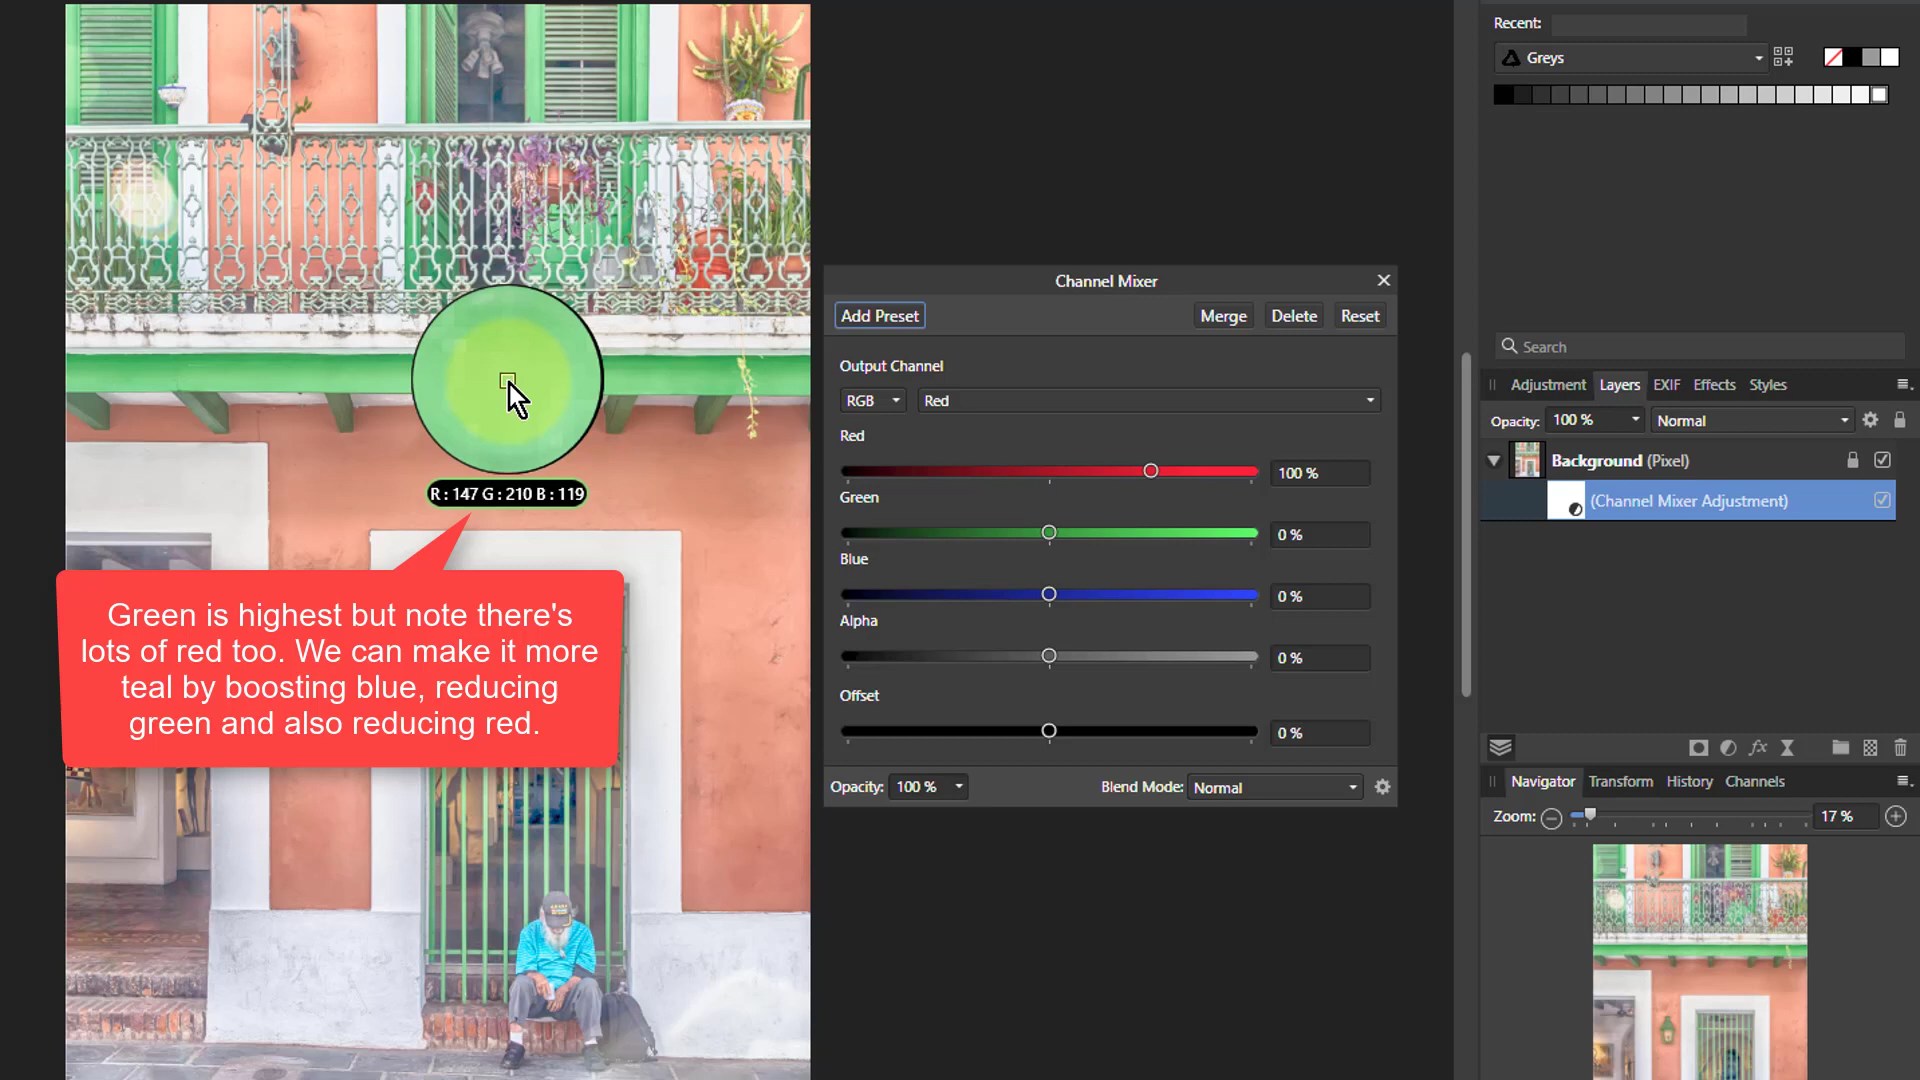 Recent:
Greys
Channel Mixer
Add Preset
Merge
Delete
Reset
Output Channel
RGB
Red
Red
100 %
Green
0 %
Blue
0 %
Alpha
0 %
Offset
0 %
Opacity:
100 %
Blend Mode:
Normal
R : 147 G : 210 B : 119
Green is highest but note there's
lots of red too. We can make it more
teal by boosting blue, reducing
green and also reducing red.
Search
Adjustment
Layers
EXIF
Effects
Styles
Opacity:
100 %
Normal
Background (Pixel)
(Channel Mixer Adjustment)
fx
Navigator
Transform
History
Channels
Zoom:
17 %